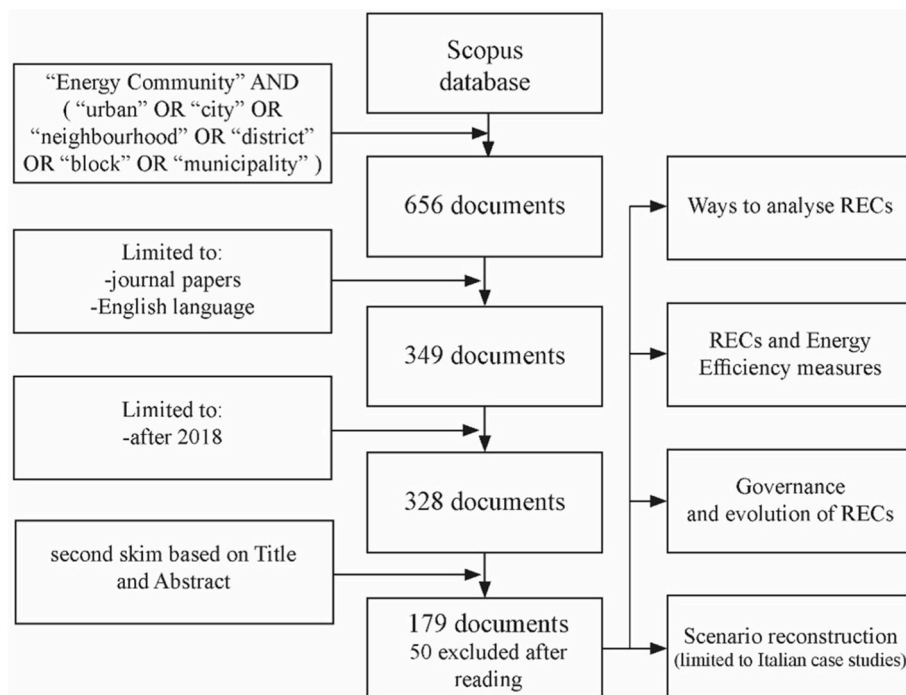 Scopus
database
“Energy Community” AND
( “urban” OR “city” OR
“neighbourhood” OR “district”
OR “block” OR “municipality” )
656 documents
Limited to:
-journal papers
-English language
349 documents
Limited to:
-after 2018
328 documents
second skim based on Title
and Abstract
179 documents
50 excluded after
reading
Ways to analyse RECs
RECs and Energy
Efficiency measures
Governance
and evolution of RECs
Scenario reconstruction
(limited to Italian case studies)